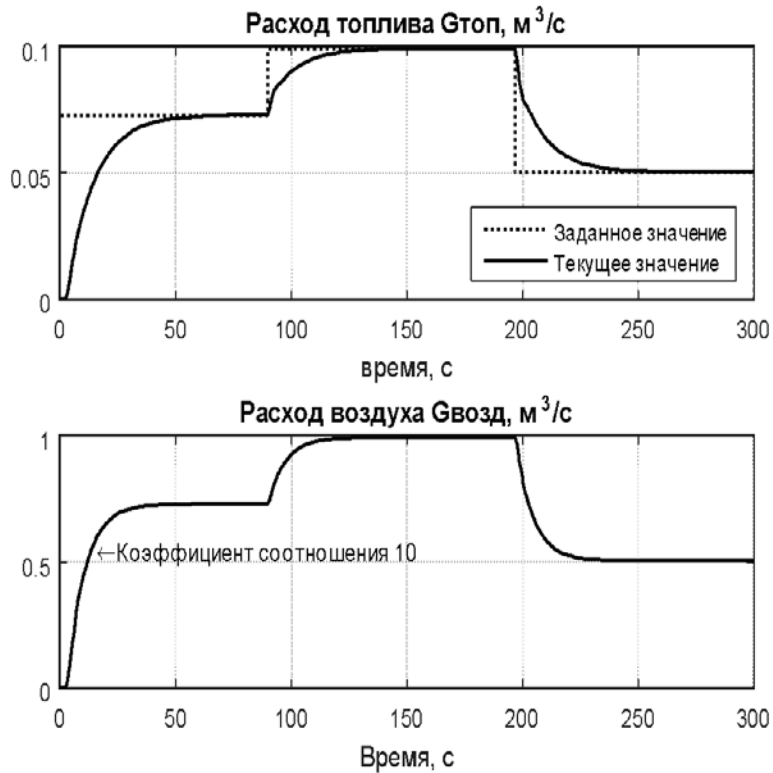 Расход топлива Gтоп, м³/с
0.1
0.05
0
0 50 100 150 200 250 300
Заданное значение
Текущее значение
время, с
Расход воздуха Gвозд, м³/с
1
0.5
0
←Коэффициент соотношения 10
0 50 100 150 200 250 300
Время, с